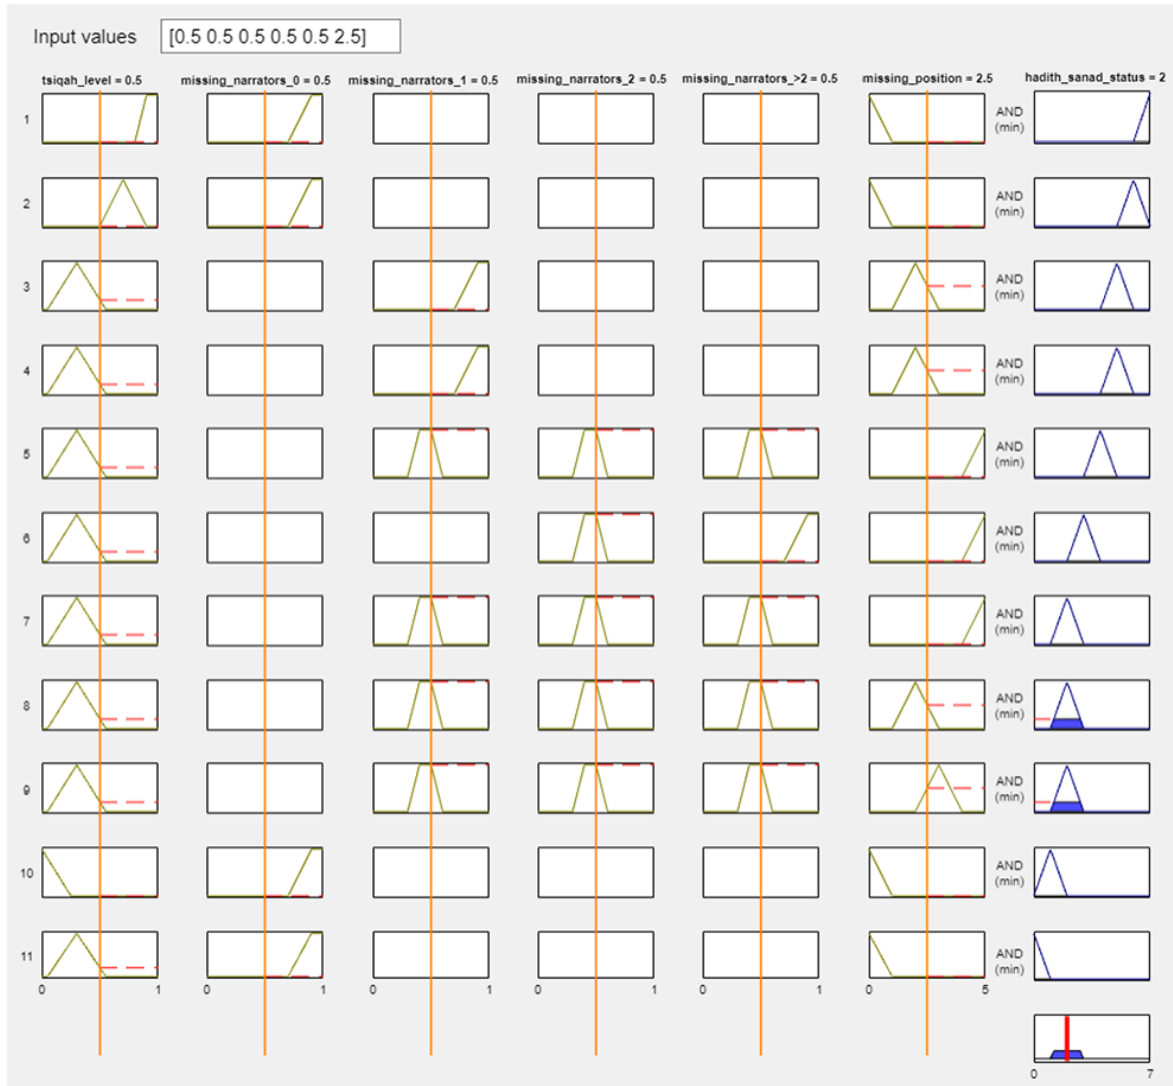 Input values [0.5 0.5 0.5 0.5 0.5 2.5]
tsiqah_level = 0.5 missing_narrators_0 = 0.5 missing_narrators_1 = 0.5 missing_narrators_2 = 0.5 missing_narrators_>2 = 0.5 missing_position = 2.5 hadith_sanad_status = 2
1 AND
(min)
2 AND
(min)
3 AND
(min)
4 AND
(min)
5 AND
(min)
6 AND
(min)
7 AND
(min)
8 AND
(min)
9 AND
(min)
10 AND
(min)
11 AND
(min)
0 1 0 1 0 1 0 1 0 1 0 5
0 7